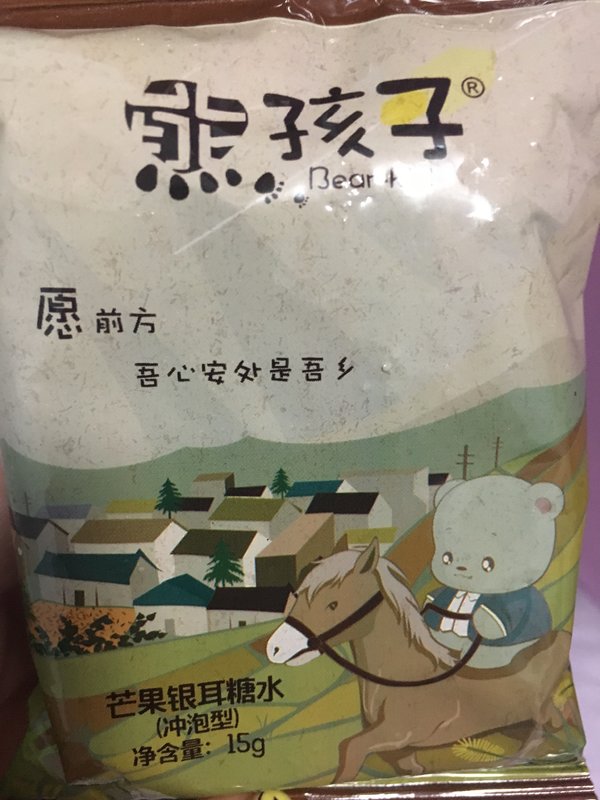 熊孩子®
Bear
愿前方
吾心安处是吾乡
芒果银耳糖水
(冲泡型)
净含量：15g